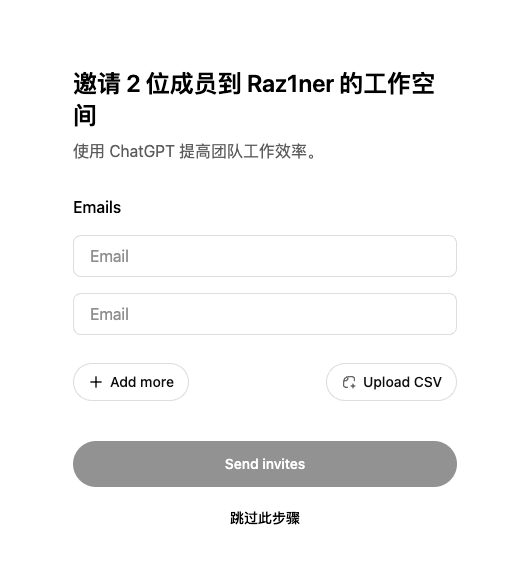 邀请 2 位成员到 Raz1ner 的工作空
间
使用 ChatGPT 提高团队工作效率。
Emails
Email
Email
Add more
Upload CSV
Send invites
跳过此步骤